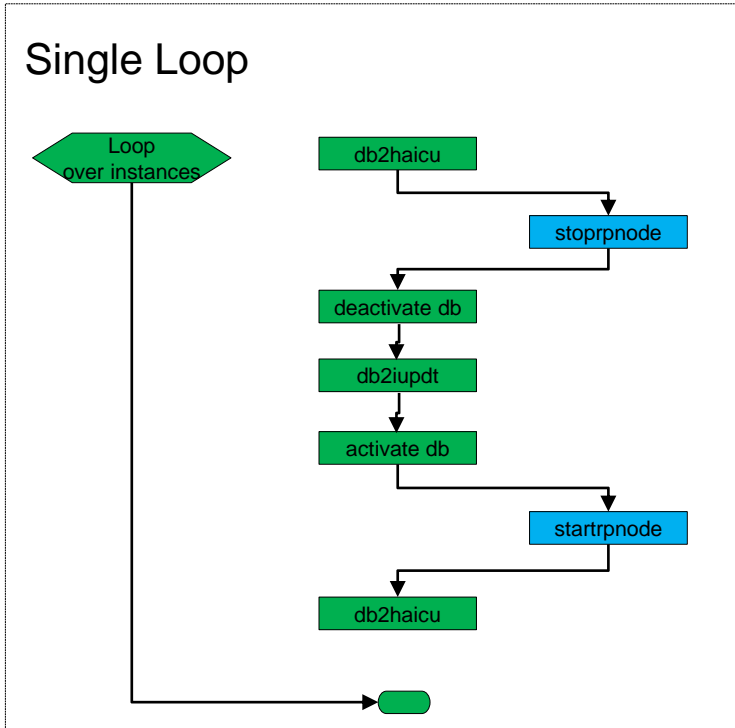 Single Loop
Loop
over instances
db2haicu
stoprpnode
deactivate db
db2iupdt
activate db
startrpnode
db2haicu